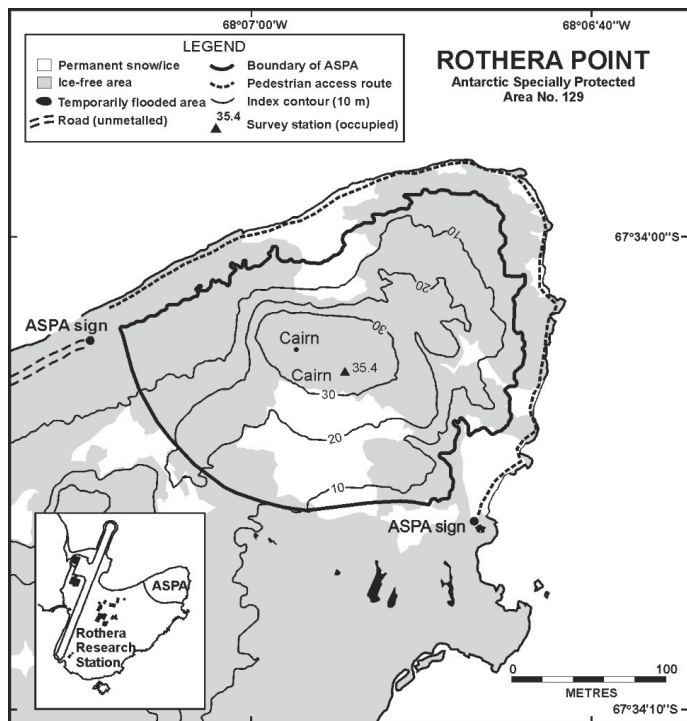 68°07'00"W
68°06'40"W
LEGEND
Permanent snow/ice
Ice-free area
Temporarily flooded area
Road (unmetalled)
Boundary of ASPA
Pedestrian access route
Index contour (10 m)
35.4
Survey station (occupied)
ROTHERA POINT
Antarctic Specially Protected
Area No. 129
67°34'00"S
10
20
30
ASPA sign
Cairn
Cairn
35.4
30
20
10
ASPA sign
ASPA
Rothera
Research
Station
0
100
METRES
67°34'10"S